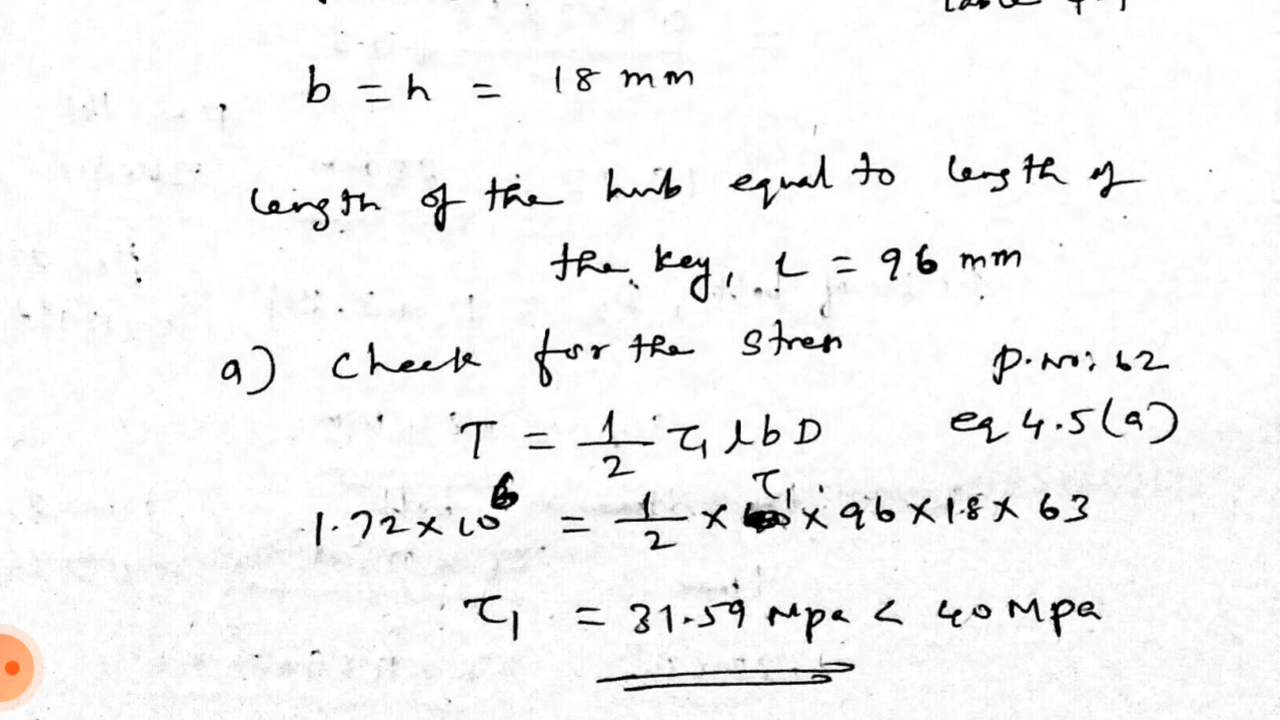 b = h = 18 mm
length of the hub equal to length of
the key, L = 96 mm
a) Check for the stress
p. no: 62
T = 1/2 τ₁ l b D
eq 4.5(a)
1.72 × 10⁶ = 1/2 × τ₁ × 96 × 18 × 63
τ₁ = 31.59 Mpa < 40 Mpa